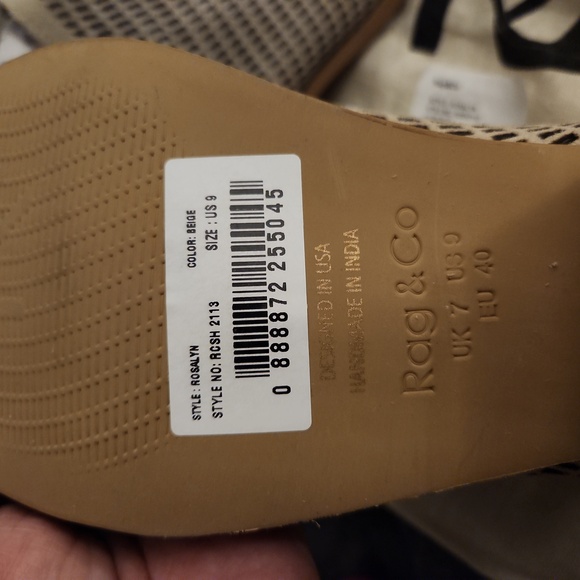 STYLE : ROSALYN
COLOR: BEIGE
STYLE NO: RCSH 2113
SIZE : US 9
0 888872 255045
DESIGNED IN USA
HANDMADE IN INDIA
Rag & Co
UK 7 US 9
EU 40